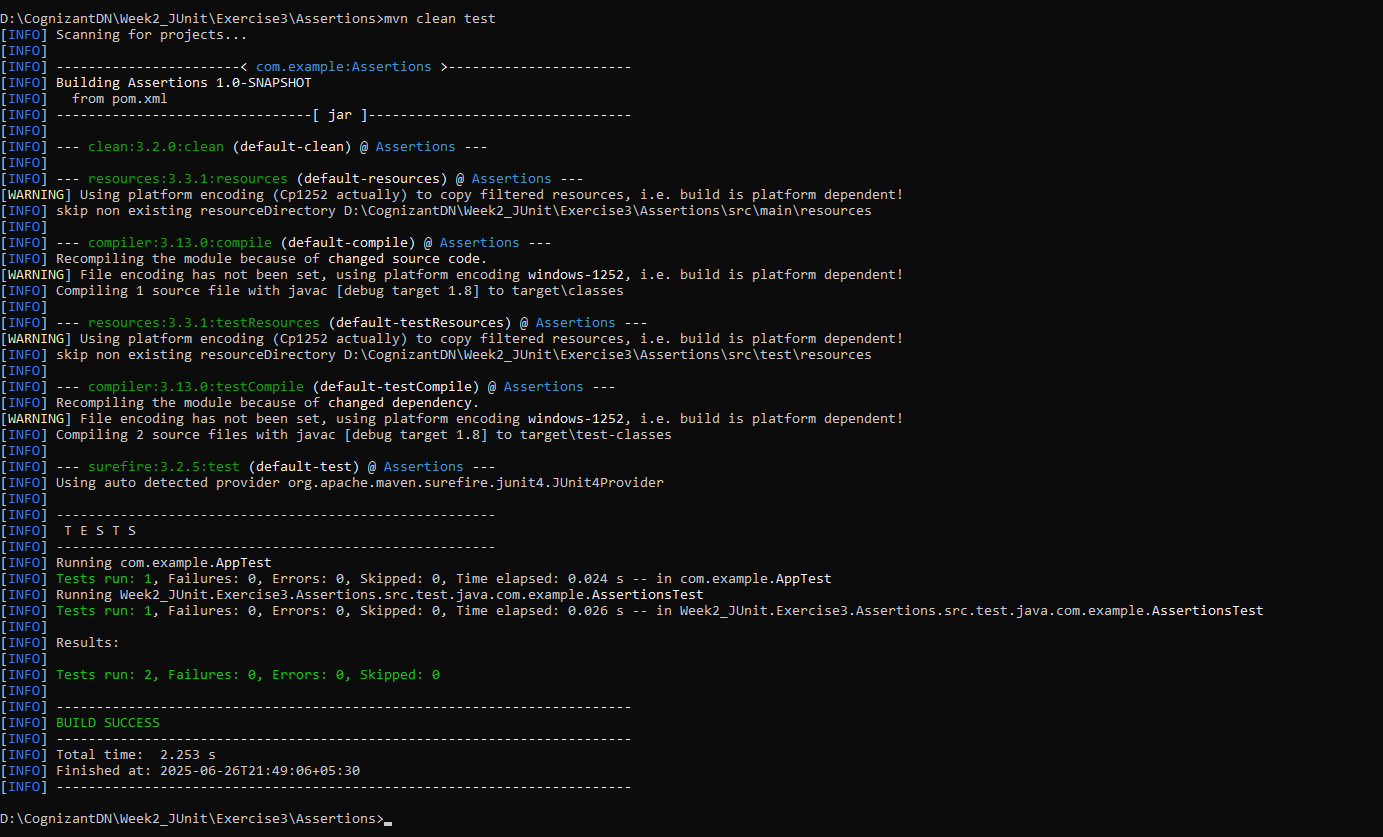 D:\CognizantDN\Week2_JUnit\Exercise3\Assertions>mvn clean test
[INFO] Scanning for projects...
[INFO]
[INFO] -----------------------< com.example:Assertions >-----------------------
[INFO] Building Assertions 1.0-SNAPSHOT
[INFO]   from pom.xml
[INFO] --------------------------------[ jar ]---------------------------------
[INFO]
[INFO] --- clean:3.2.0:clean (default-clean) @ Assertions ---
[INFO]
[INFO] --- resources:3.3.1:resources (default-resources) @ Assertions ---
[WARNING] Using platform encoding (Cp1252 actually) to copy filtered resources, i.e. build is platform dependent!
[INFO] skip non existing resourceDirectory D:\CognizantDN\Week2_JUnit\Exercise3\Assertions\src\main\resources
[INFO]
[INFO] --- compiler:3.13.0:compile (default-compile) @ Assertions ---
[INFO] Recompiling the module because of changed source code.
[WARNING] File encoding has not been set, using platform encoding windows-1252, i.e. build is platform dependent!
[INFO] Compiling 1 source file with javac [debug target 1.8] to target\classes
[INFO]
[INFO] --- resources:3.3.1:testResources (default-testResources) @ Assertions ---
[WARNING] Using platform encoding (Cp1252 actually) to copy filtered resources, i.e. build is platform dependent!
[INFO] skip non existing resourceDirectory D:\CognizantDN\Week2_JUnit\Exercise3\Assertions\src\test\resources
[INFO]
[INFO] --- compiler:3.13.0:testCompile (default-testCompile) @ Assertions ---
[INFO] Recompiling the module because of changed dependency.
[WARNING] File encoding has not been set, using platform encoding windows-1252, i.e. build is platform dependent!
[INFO] Compiling 2 source files with javac [debug target 1.8] to target\test-classes
[INFO]
[INFO] --- surefire:3.2.5:test (default-test) @ Assertions ---
[INFO] Using auto detected provider org.apache.maven.surefire.junit4.JUnit4Provider
[INFO]
[INFO] -------------------------------------------------------
[INFO]  T E S T S
[INFO] -------------------------------------------------------
[INFO] Running com.example.AppTest
[INFO] Tests run: 1, Failures: 0, Errors: 0, Skipped: 0, Time elapsed: 0.024 s -- in com.example.AppTest
[INFO] Running Week2_JUnit.Exercise3.Assertions.src.test.java.com.example.AssertionsTest
[INFO] Tests run: 1, Failures: 0, Errors: 0, Skipped: 0, Time elapsed: 0.026 s -- in Week2_JUnit.Exercise3.Assertions.src.test.java.com.example.AssertionsTest
[INFO]
[INFO] Results:
[INFO]
[INFO] Tests run: 2, Failures: 0, Errors: 0, Skipped: 0
[INFO]
[INFO] ------------------------------------------------------------------------
[INFO] BUILD SUCCESS
[INFO] ------------------------------------------------------------------------
[INFO] Total time:  2.253 s
[INFO] Finished at: 2025-06-26T21:49:06+05:30
[INFO] ------------------------------------------------------------------------
D:\CognizantDN\Week2_JUnit\Exercise3\Assertions>